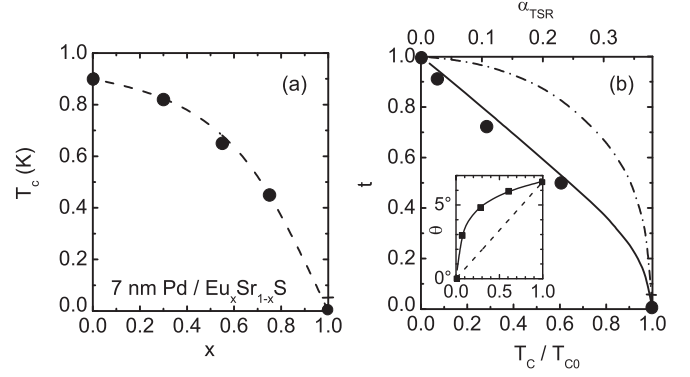 α_TSR
0.0 0.1 0.2 0.3
1.0
0.8
0.6
0.4
0.2
0.0
T_c (K)
(a)
7 nm Pd / Eu_xSr_1-xS
0.0 0.2 0.4 0.6 0.8 1.0
x
1.0
0.8
0.6
0.4
0.2
0.0
t
(b)
5°
0°
θ
0.0 0.5 1.0
0.0 0.2 0.4 0.6 0.8 1.0
T_C / T_C0